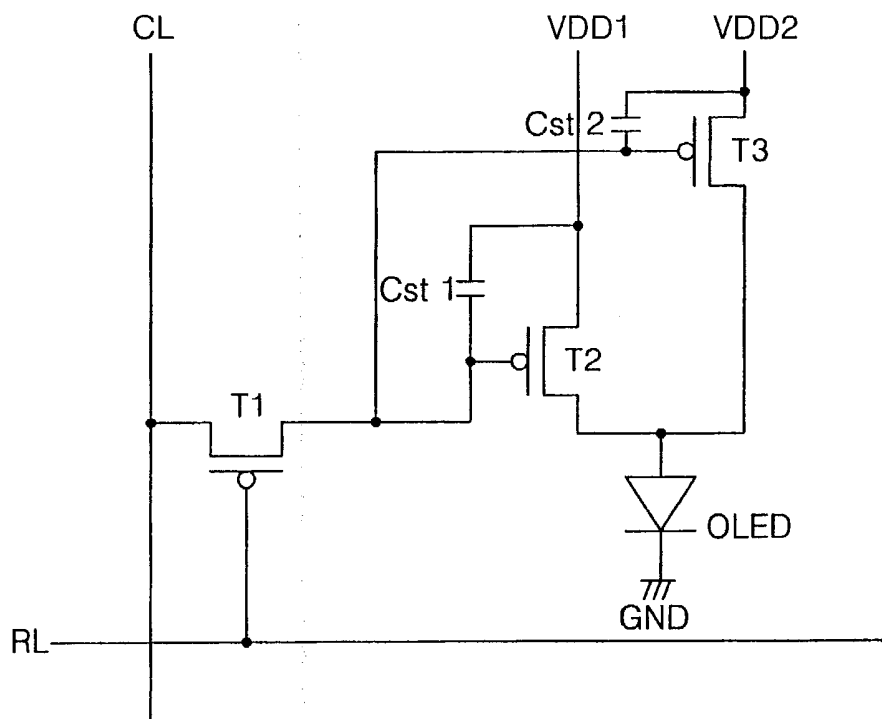 CL
VDD1
VDD2
Cst 2
T3
Cst 1
T2
T1
OLED
GND
RL